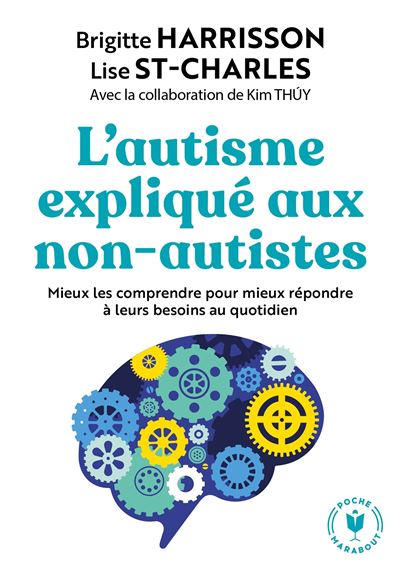 Brigitte HARRISSON
Lise ST-CHARLES
Avec la collaboration de Kim THÚY
L'autisme
expliqué aux
non-autistes
Mieux les comprendre pour mieux répondre
à leurs besoins au quotidien
POCHE
MARABOUT